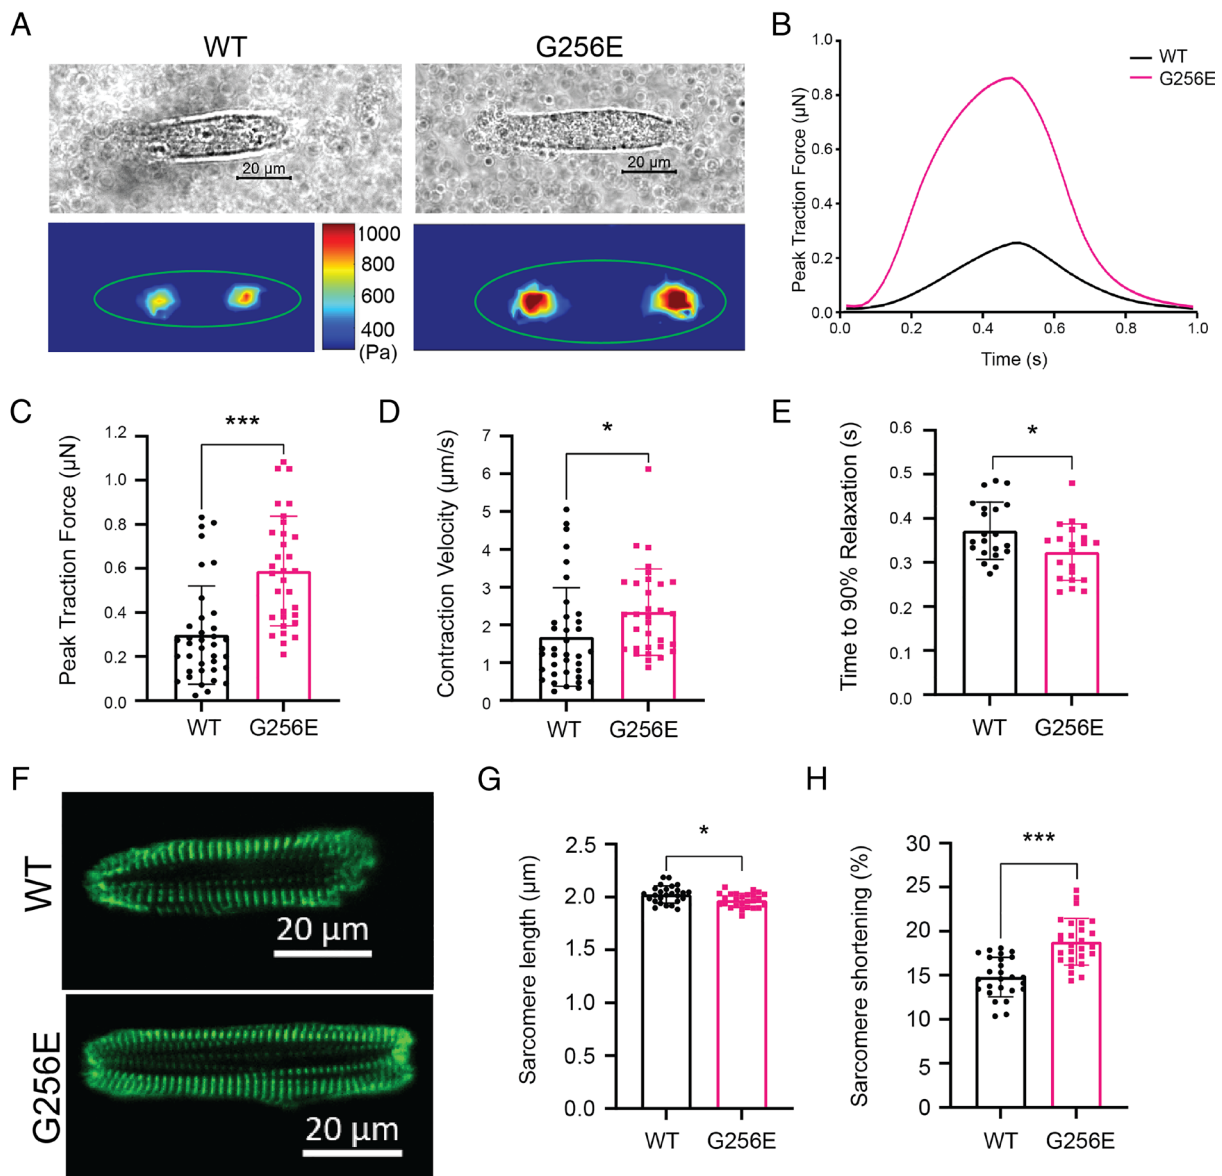 A
WT
G256E
20 µm
20 µm
1000
800
600
400
(Pa)
B
Peak Traction Force (µN)
1.0
0.8
0.6
0.4
0.2
0.0
0.0 0.2 0.4 0.6 0.8 1.0
Time (s)
WT
G256E
C
Peak Traction Force (µN)
1.2
1.0
0.8
0.6
0.4
0.2
0.0
***
WT G256E
D
Contraction Velocity (µm/s)
7
6
5
4
3
2
1
0
*
WT G256E
E
Time to 90% Relaxation (s)
0.6
0.5
0.4
0.3
0.2
0.1
0.0
*
WT G256E
F
WT
20 µm
G256E
20 µm
G
Sarcomere length (µm)
2.5
2.0
1.5
1.0
0.5
0.0
*
WT G256E
H
Sarcomere shortening (%)
30
25
20
15
10
5
0
***
WT G256E